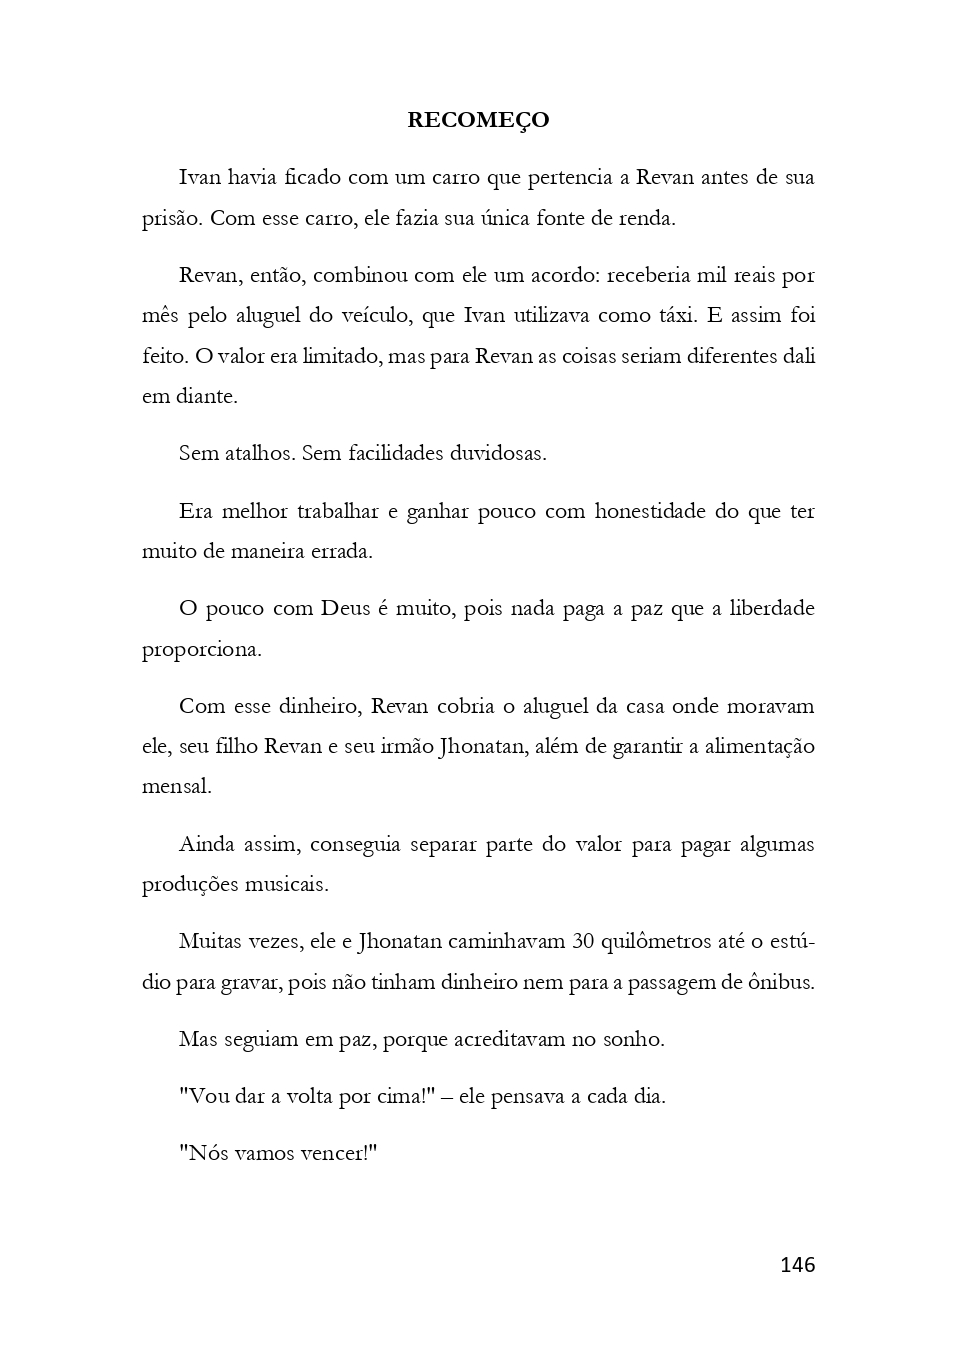 RECOMEÇO
Ivan havia ficado com um carro que pertencia a Revan antes de sua
prisão. Com esse carro, ele fazia sua única fonte de renda.
Revan, então, combinou com ele um acordo: receberia mil reais por
mês pelo aluguel do veículo, que Ivan utilizava como táxi. E assim foi
feito. O valor era limitado, mas para Revan as coisas seriam diferentes dali
em diante.
Sem atalhos. Sem facilidades duvidosas.
Era melhor trabalhar e ganhar pouco com honestidade do que ter
muito de maneira errada.
O pouco com Deus é muito, pois nada paga a paz que a liberdade
proporciona.
Com esse dinheiro, Revan cobria o aluguel da casa onde moravam
ele, seu filho Revan e seu irmão Jhonatan, além de garantir a alimentação
mensal.
Ainda assim, conseguia separar parte do valor para pagar algumas
produções musicais.
Muitas vezes, ele e Jhonatan caminhavam 30 quilômetros até o estú-
dio para gravar, pois não tinham dinheiro nem para a passagem de ônibus.
Mas seguiam em paz, porque acreditavam no sonho.
"Vou dar a volta por cima!" – ele pensava a cada dia.
"Nós vamos vencer!"
146